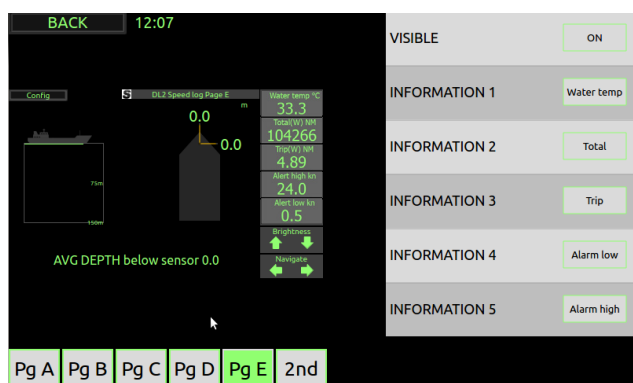 BACK
12:07
Config
S DL2 Speed log Page E
m
0.0
0.0
75m
150m
AVG DEPTH below sensor 0.0
Water temp °C
33.3
Total(W) NM
104266
Trip(W) NM
4.89
Alert high kn
24.0
Alert low kn
0.5
Brightness
Navigate
VISIBLE ON
INFORMATION 1 Water temp
INFORMATION 2 Total
INFORMATION 3 Trip
INFORMATION 4 Alarm low
INFORMATION 5 Alarm high
Pg A Pg B Pg C Pg D Pg E 2nd